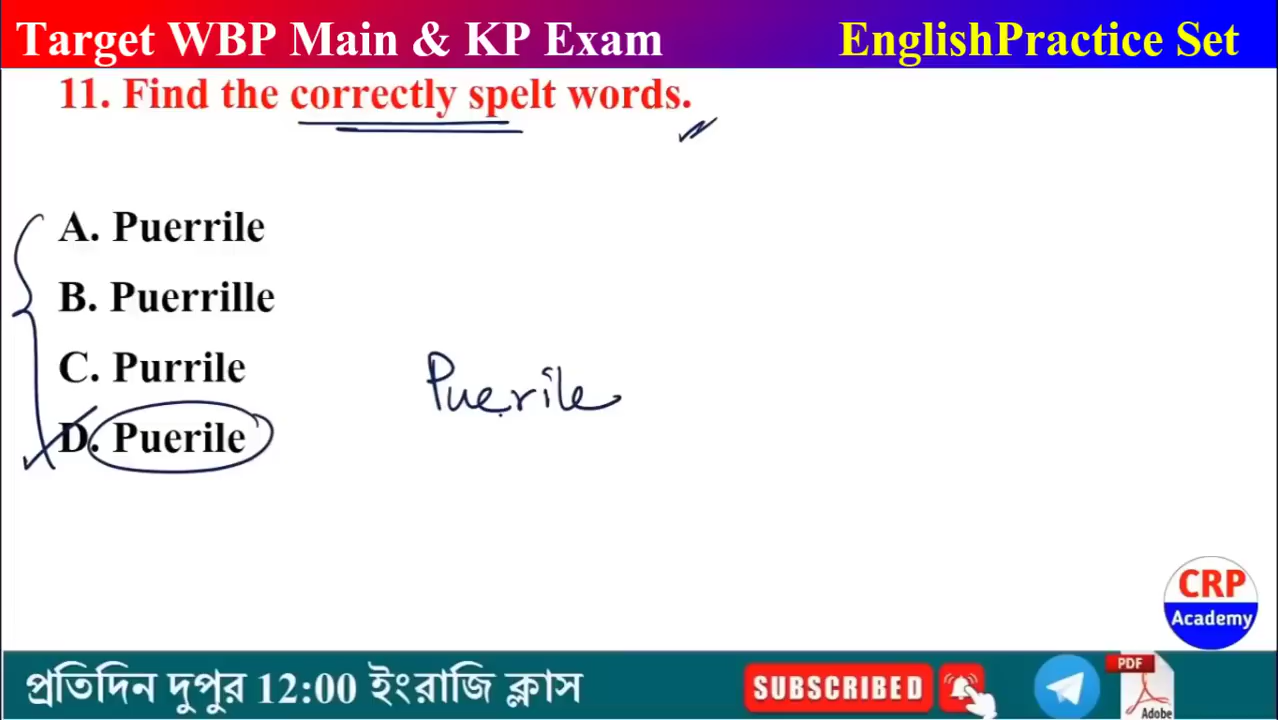 Target WBP Main & KP Exam EnglishPractice Set
11. Find the correctly spelt words.
A. Puerrile
B. Puerrille
C. Purrile
Puerile
D. Puerile
CRP
Academy
প্রতিদিন দুপুর 12:00 ইংরাজি ক্লাস SUBSCRIBED PDF
Adobe